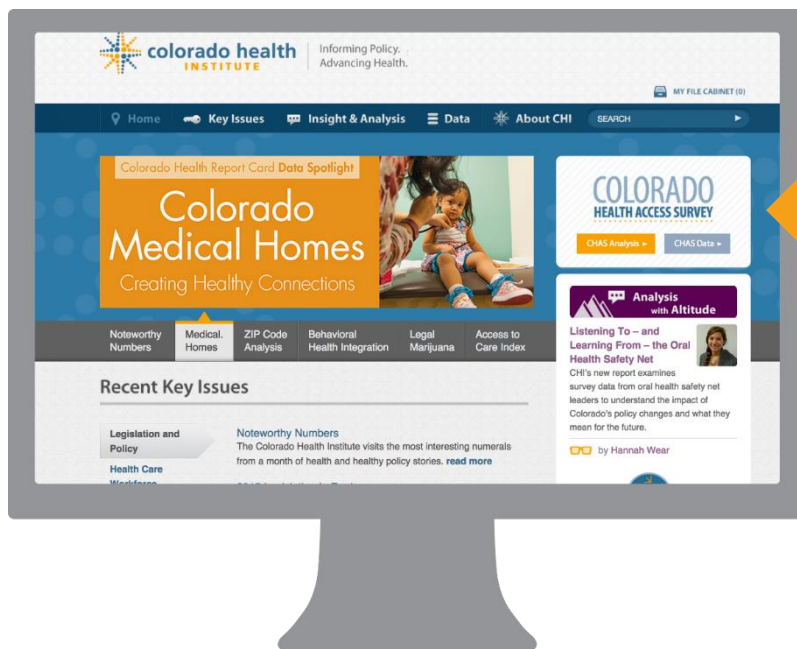 colorado health
INSTITUTE
Informing Policy.
Advancing Health.
MY FILE CABINET (0)
Home
Key Issues
Insight & Analysis
Data
About CHI
SEARCH
Colorado Health Report Card Data Spotlight
Colorado
Medical Homes
Creating Healthy Connections
COLORADO
HEALTH ACCESS SURVEY
CHAS Analysis
CHAS Data
Noteworthy
Numbers
Medical.
Homes
ZIP Code
Analysis
Behavioral
Health Integration
Legal
Marijuana
Access to
Care Index
Analysis
with Altitude
Listening To – and
Learning From – the Oral
Health Safety Net
CHI's new report examines
survey data from oral health safety net
leaders to understand the impact of
Colorado's policy changes and what they
mean for the future.
by Hannah Wear
Recent Key Issues
Legislation and
Policy
Health Care
Workforce
Noteworthy Numbers
The Colorado Health Institute visits the most interesting numerals
from a month of health and healthy policy stories. read more